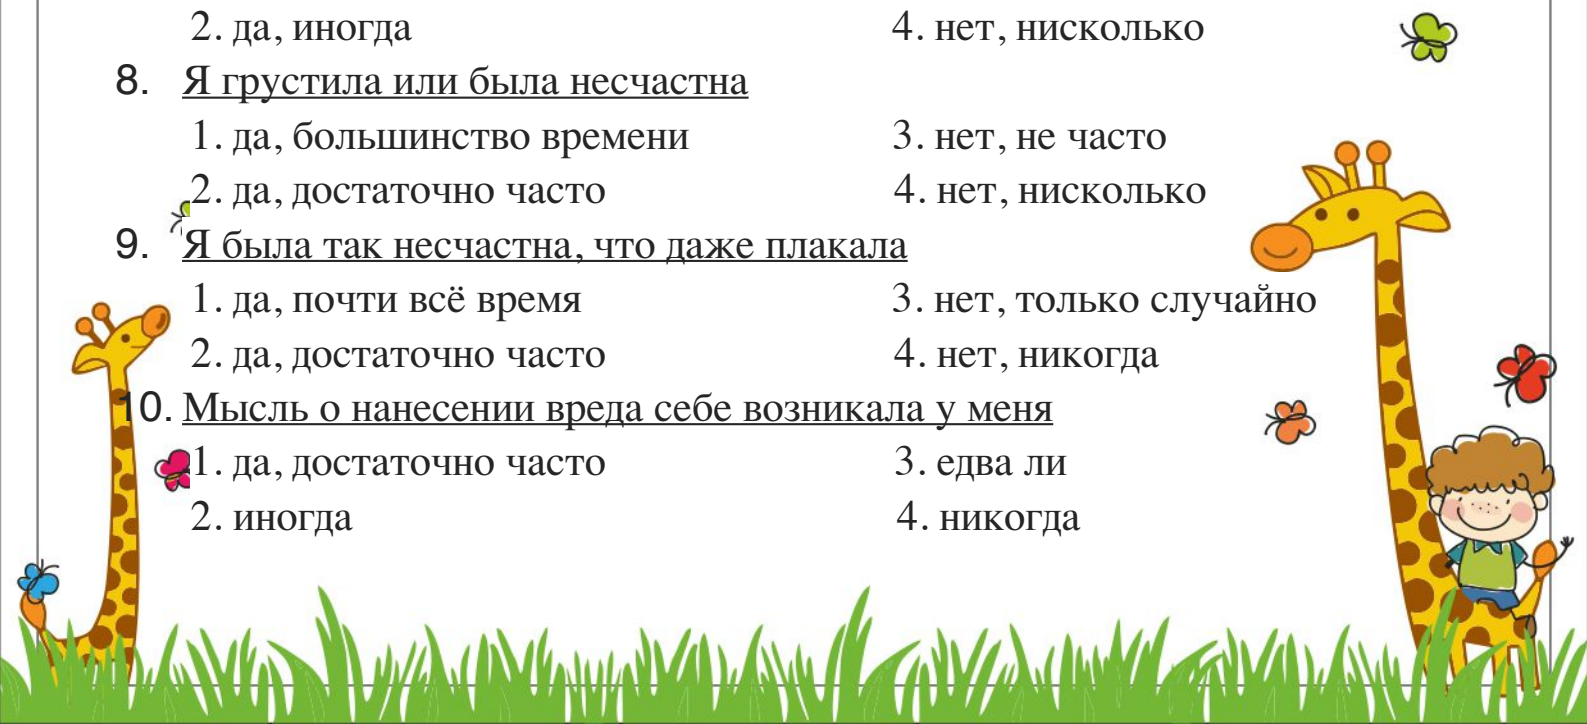 2. да, иногда 4. нет, нисколько
8. Я грустила или была несчастна
1. да, большинство времени 3. нет, не часто
2. да, достаточно часто 4. нет, нисколько
9. Я была так несчастна, что даже плакала
1. да, почти всё время 3. нет, только случайно
2. да, достаточно часто 4. нет, никогда
10. Мысль о нанесении вреда себе возникала у меня
1. да, достаточно часто 3. едва ли
2. иногда 4. никогда